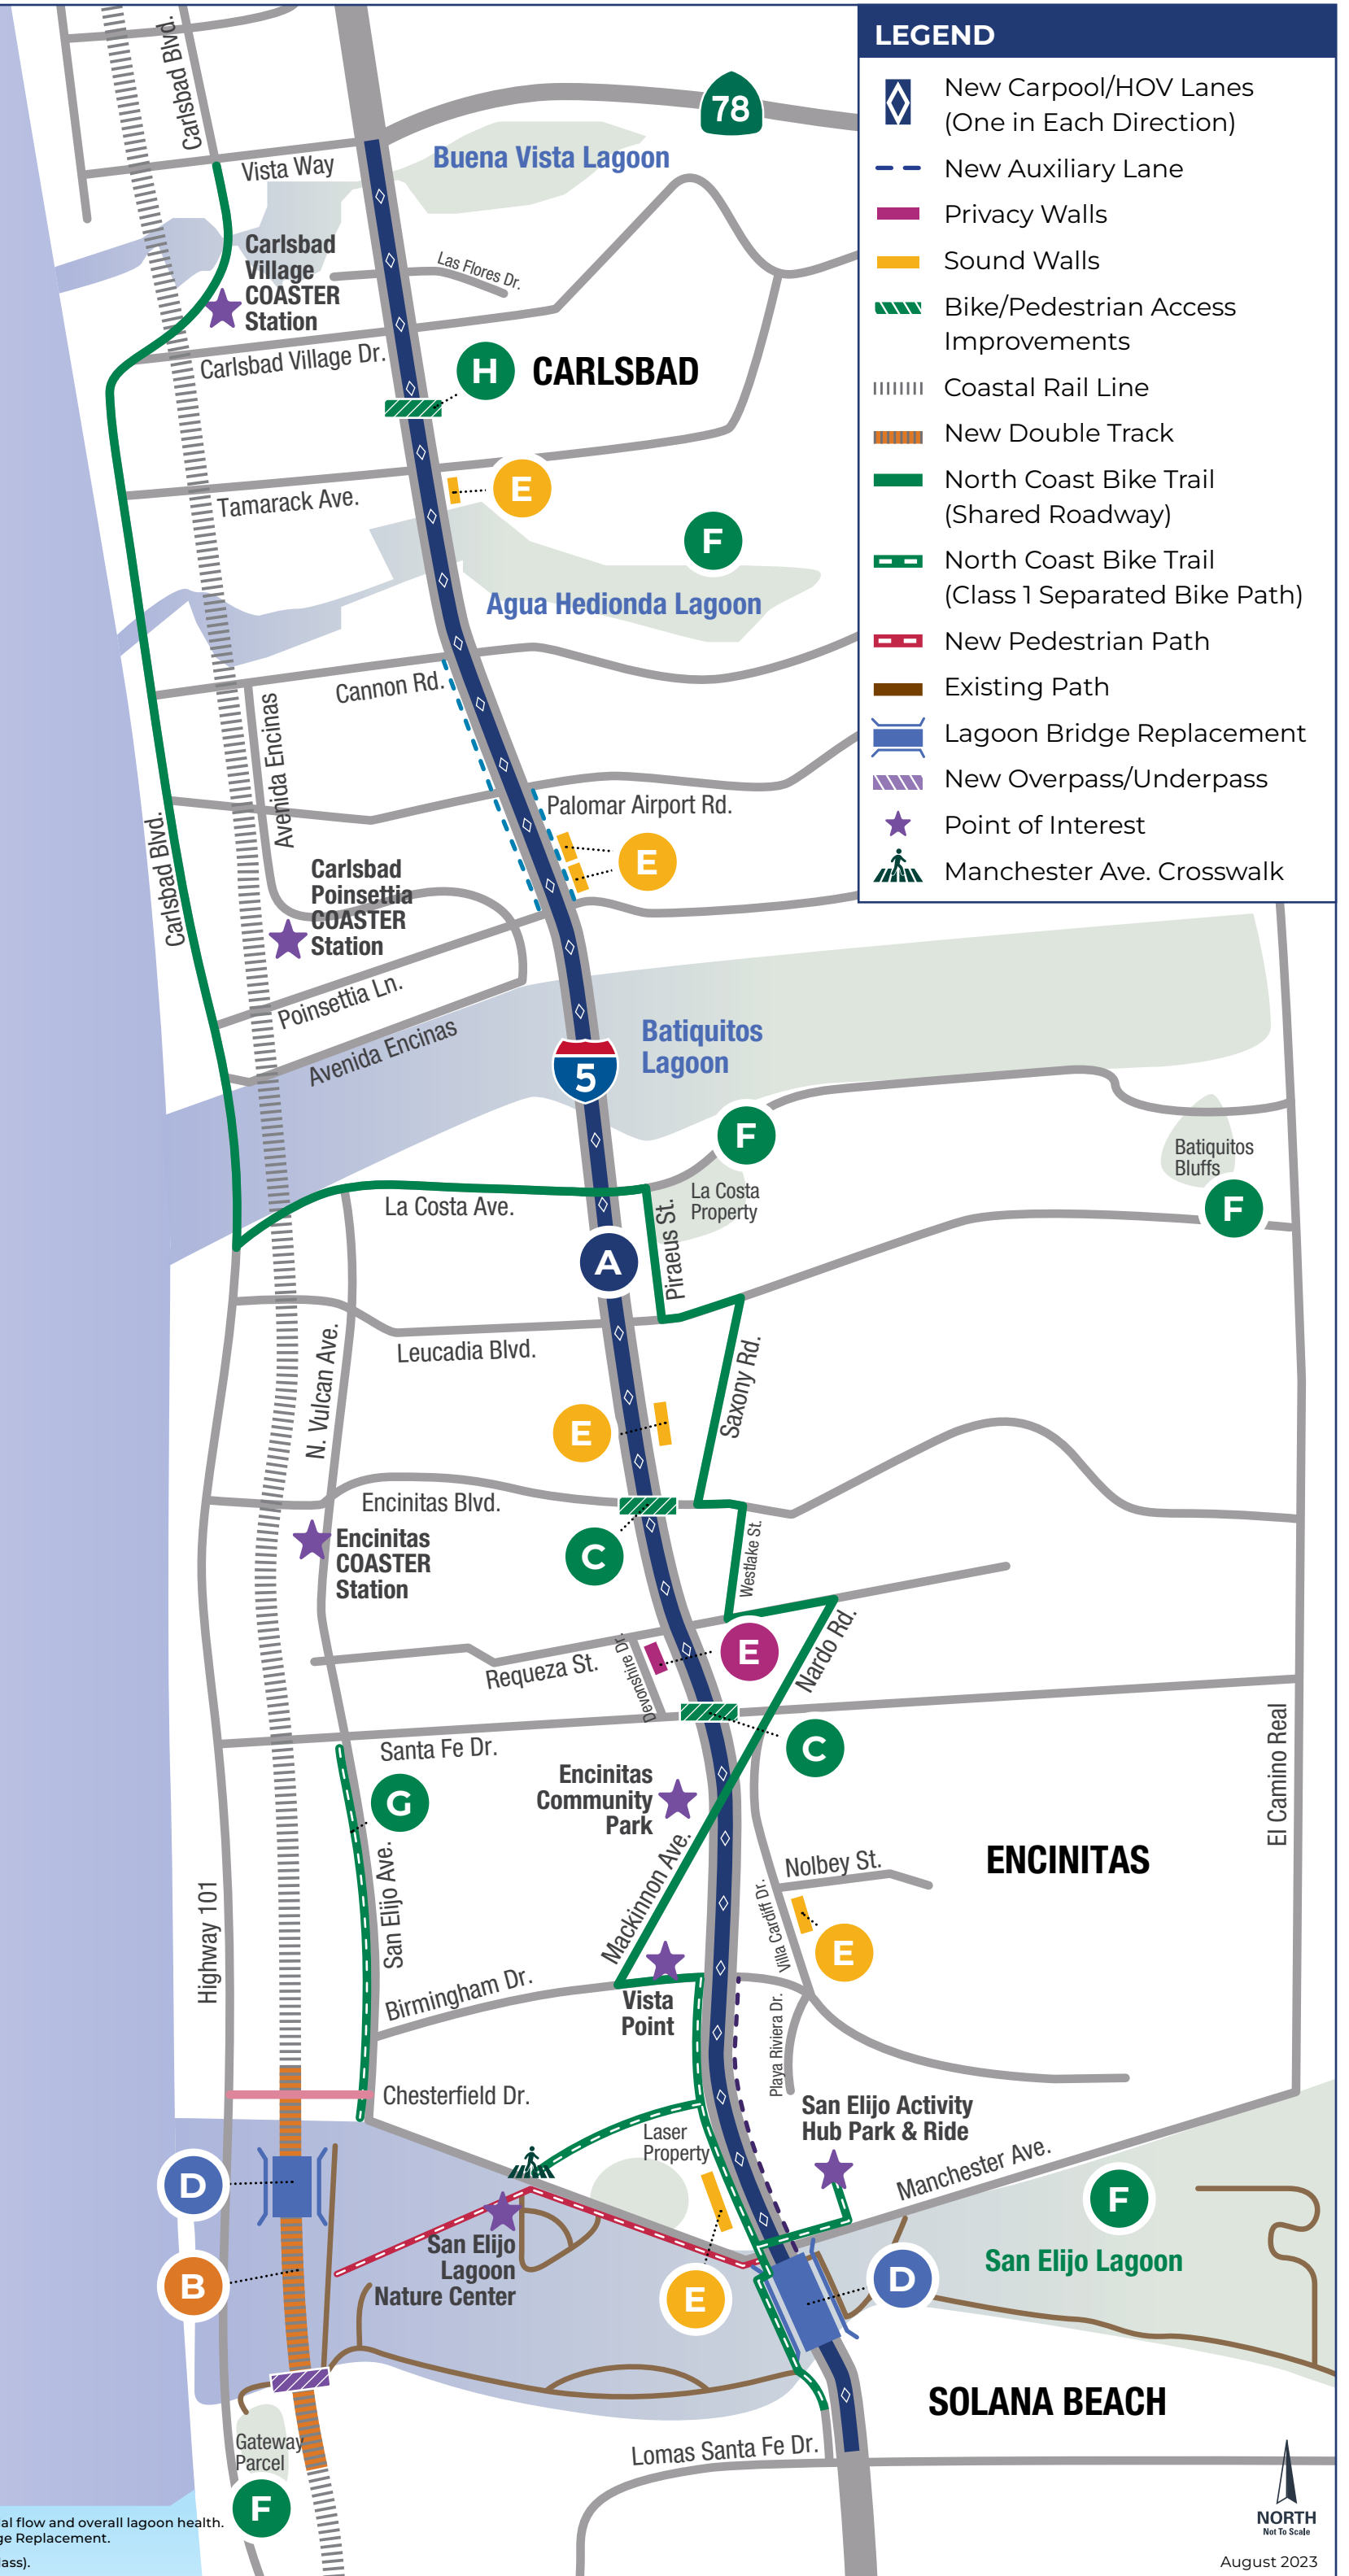 LEGEND
New Carpool/HOV Lanes
(One in Each Direction)
New Auxiliary Lane
Privacy Walls
Sound Walls
Bike/Pedestrian Access
Improvements
Coastal Rail Line
New Double Track
North Coast Bike Trail
(Shared Roadway)
North Coast Bike Trail
(Class 1 Separated Bike Path)
New Pedestrian Path
Existing Path
Lagoon Bridge Replacement
New Overpass/Underpass
Point of Interest
Manchester Ave. Crosswalk
Carlsbad Blvd.
78
Vista Way
Buena Vista Lagoon
Carlsbad
Village
COASTER
Station
Las Flores Dr.
Carlsbad Village Dr.
H
CARLSBAD
E
Tamarack Ave.
F
Agua Hedionda Lagoon
Cannon Rd.
Avenida Encinas
Palomar Airport Rd.
Carlsbad Blvd.
E
Carlsbad
Poinsettia
COASTER
Station
Poinsettia Ln.
Avenida Encinas
Batiquitos
Lagoon
5
F
Batiquitos
Bluffs
F
La Costa Ave.
La Costa
Property
Piraeus St.
A
N. Vulcan Ave.
Leucadia Blvd.
Saxony Rd.
E
Encinitas Blvd.
Encinitas
COASTER
Station
C
Westlake St.
Requeza St.
Devonshire Dr.
E
Nardo Rd.
Santa Fe Dr.
C
G
Encinitas
Community
Park
El Camino Real
ENCINITAS
Highway 101
San Elijo Ave.
Mackinnon Ave.
Nolbey St.
Villa Cardiff Dr.
E
Birmingham Dr.
Vista
Point
Playa Riviera Dr.
Chesterfield Dr.
San Elijo Activity
Hub Park & Ride
Laser
Property
Manchester Ave.
D
F
San Elijo
Lagoon
Nature Center
San Elijo Lagoon
B
E
D
SOLANA BEACH
Gateway
Parcel
Lomas Santa Fe Dr.
F
NORTH
Not To Scale
al flow and overall lagoon health.
ge Replacement.
lass).
August 2023